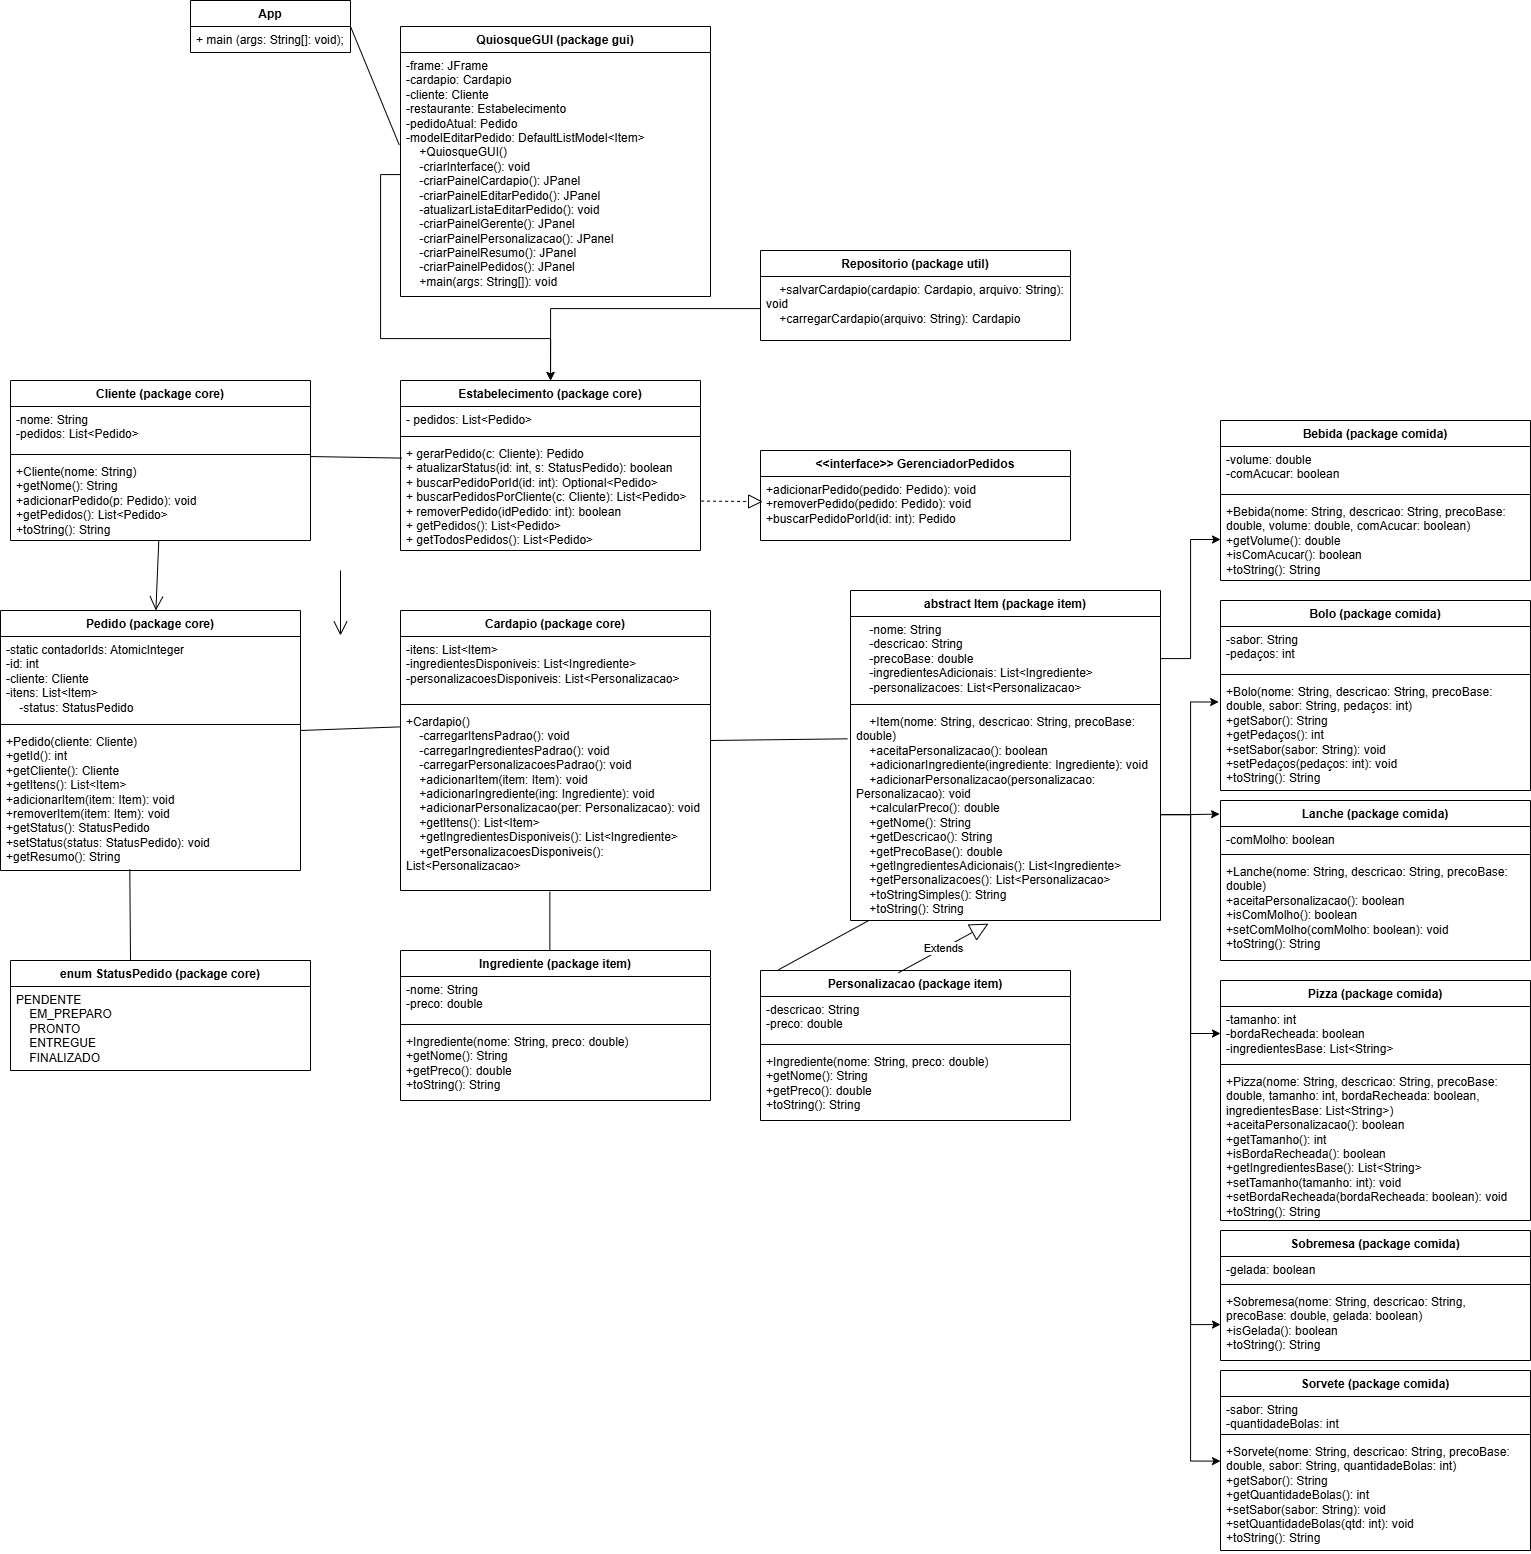 App
+ main (args: String[]: void);
QuiosqueGUI (package gui)
-frame: JFrame
-cardapio: Cardapio
-cliente: Cliente
-restaurante: Estabelecimento
-pedidoAtual: Pedido
-modelEditarPedido: DefaultListModel<Item>
+QuiosqueGUI()
-criarInterface(): void
-criarPainelCardapio(): JPanel
-criarPainelEditarPedido(): JPanel
-atualizarListaEditarPedido(): void
-criarPainelGerente(): JPanel
-criarPainelPersonalizacao(): JPanel
-criarPainelResumo(): JPanel
-criarPainelPedidos(): JPanel
+main(args: String[]): void
Repositorio (package util)
+salvarCardapio(cardapio: Cardapio, arquivo: String):
void
+carregarCardapio(arquivo: String): Cardapio
Cliente (package core)
-nome: String
-pedidos: List<Pedido>
+Cliente(nome: String)
+getNome(): String
+adicionarPedido(p: Pedido): void
+getPedidos(): List<Pedido>
+toString(): String
Estabelecimento (package core)
- pedidos: List<Pedido>
+ gerarPedido(c: Cliente): Pedido
+ atualizarStatus(id: int, s: StatusPedido): boolean
+ buscarPedidoPorId(id: int): Optional<Pedido>
+ buscarPedidosPorCliente(c: Cliente): List<Pedido>
+ removerPedido(idPedido: int): boolean
+ getPedidos(): List<Pedido>
+ getTodosPedidos(): List<Pedido>
<<interface>> GerenciadorPedidos
+adicionarPedido(pedido: Pedido): void
+removerPedido(pedido: Pedido): void
+buscarPedidoPorId(id: int): Pedido
Bebida (package comida)
-volume: double
-comAcucar: boolean
+Bebida(nome: String, descricao: String, precoBase:
double, volume: double, comAcucar: boolean)
+getVolume(): double
+isComAcucar(): boolean
+toString(): String
Pedido (package core)
-static contadorIds: AtomicInteger
-id: int
-cliente: Cliente
-itens: List<Item>
-status: StatusPedido
+Pedido(cliente: Cliente)
+getId(): int
+getCliente(): Cliente
+getItens(): List<Item>
+adicionarItem(item: Item): void
+removerItem(item: Item): void
+getStatus(): StatusPedido
+setStatus(status: StatusPedido): void
+getResumo(): String
Cardapio (package core)
-itens: List<Item>
-ingredientesDisponiveis: List<Ingrediente>
-personalizacoesDisponiveis: List<Personalizacao>
+Cardapio()
-carregarItensPadrao(): void
-carregarIngredientesPadrao(): void
-carregarPersonalizacoesPadrao(): void
+adicionarItem(item: Item): void
+adicionarIngrediente(ing: Ingrediente): void
+adicionarPersonalizacao(per: Personalizacao): void
+getItens(): List<Item>
+getIngredientesDisponiveis(): List<Ingrediente>
+getPersonalizacoesDisponiveis():
List<Personalizacao>
abstract Item (package item)
-nome: String
-descricao: String
-precoBase: double
-ingredientesAdicionais: List<Ingrediente>
-personalizacoes: List<Personalizacao>
+Item(nome: String, descricao: String, precoBase:
double)
+aceitaPersonalizacao(): boolean
+adicionarIngrediente(ingrediente: Ingrediente): void
+adicionarPersonalizacao(personalizacao:
Personalizacao): void
+calcularPreco(): double
+getNome(): String
+getDescricao(): String
+getPrecoBase(): double
+getIngredientesAdicionais(): List<Ingrediente>
+getPersonalizacoes(): List<Personalizacao>
+toStringSimples(): String
+toString(): String
Bolo (package comida)
-sabor: String
-pedaços: int
+Bolo(nome: String, descricao: String, precoBase:
double, sabor: String, pedaços: int)
+getSabor(): String
+getPedaços(): int
+setSabor(sabor: String): void
+setPedaços(pedaços: int): void
+toString(): String
Lanche (package comida)
-comMolho: boolean
+Lanche(nome: String, descricao: String, precoBase:
double)
+aceitaPersonalizacao(): boolean
+isComMolho(): boolean
+setComMolho(comMolho: boolean): void
+toString(): String
Extends
enum StatusPedido (package core)
PENDENTE
EM_PREPARO
PRONTO
ENTREGUE
FINALIZADO
Ingrediente (package item)
-nome: String
-preco: double
+Ingrediente(nome: String, preco: double)
+getNome(): String
+getPreco(): double
+toString(): String
Personalizacao (package item)
-descricao: String
-preco: double
+Ingrediente(nome: String, preco: double)
+getNome(): String
+getPreco(): double
+toString(): String
Pizza (package comida)
-tamanho: int
-bordaRecheada: boolean
-ingredientesBase: List<String>
+Pizza(nome: String, descricao: String, precoBase:
double, tamanho: int, bordaRecheada: boolean,
ingredientesBase: List<String>)
+aceitaPersonalizacao(): boolean
+getTamanho(): int
+isBordaRecheada(): boolean
+getIngredientesBase(): List<String>
+setTamanho(tamanho: int): void
+setBordaRecheada(bordaRecheada: boolean): void
+toString(): String
Sobremesa (package comida)
-gelada: boolean
+Sobremesa(nome: String, descricao: String,
precoBase: double, gelada: boolean)
+isGelada(): boolean
+toString(): String
Sorvete (package comida)
-sabor: String
-quantidadeBolas: int
+Sorvete(nome: String, descricao: String, precoBase:
double, sabor: String, quantidadeBolas: int)
+getSabor(): String
+getQuantidadeBolas(): int
+setSabor(sabor: String): void
+setQuantidadeBolas(qtd: int): void
+toString(): String